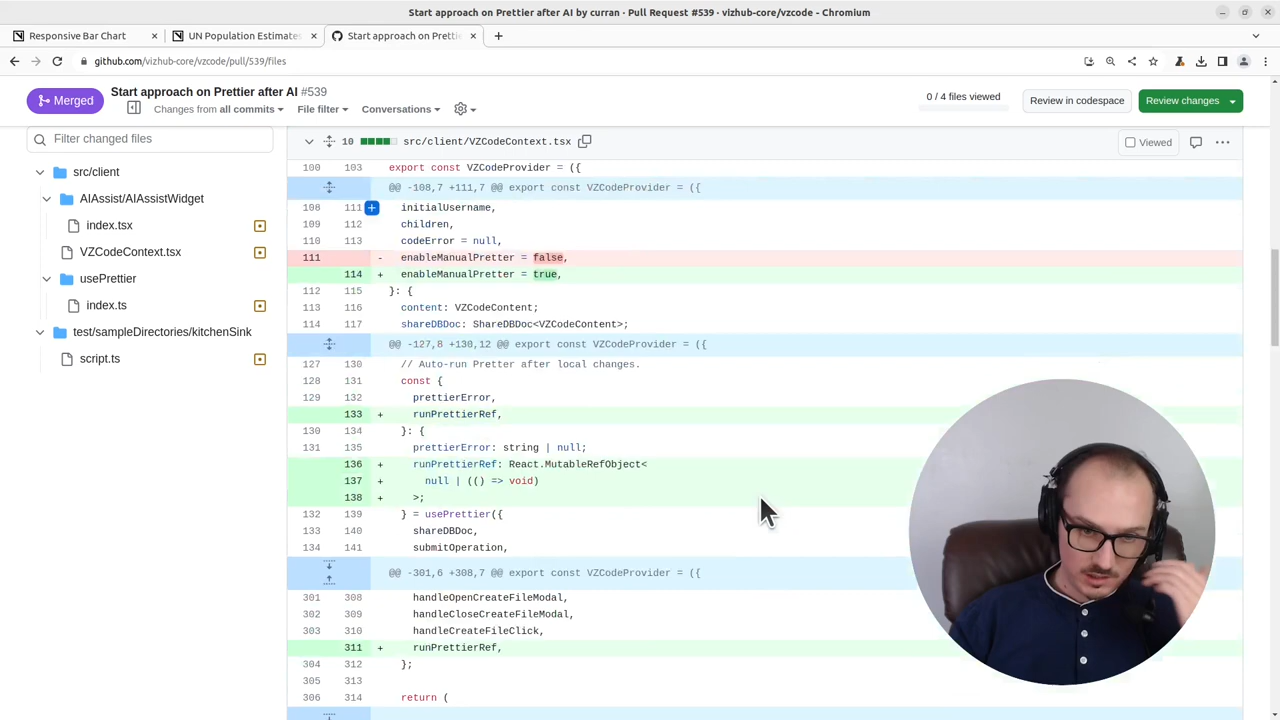 Start approach on Prettier after AI by curran · Pull Request #539 · vizhub-core/vzcode - Chromium
Responsive Bar Chart
UN Population Estimates
Start approach on Prettie
github.com/vizhub-core/vzcode/pull/539/files
Merged
Start approach on Prettier after AI #539
Changes from all commits
File filter
Conversations
0 / 4 files viewed
Review in codespace
Review changes
Filter changed files
src/client
AIAssist/AIAssistWidget
index.tsx
VZCodeContext.tsx
usePrettier
index.ts
test/sampleDirectories/kitchenSink
script.ts
10 src/client/VZCodeContext.tsx
Viewed
100 103 export const VZCodeProvider = ({
@@ -108,7 +111,7 @@ export const VZCodeProvider = ({
108 111 initialUsername,
109 112 children,
110 113 codeError = null,
111 - enableManualPretter = false,
114 + enableManualPretter = true,
112 115 }: {
113 116 content: VZCodeContent;
114 117 shareDBDoc: ShareDBDoc<VZCodeContent>;
@@ -127,8 +130,12 @@ export const VZCodeProvider = ({
127 130 // Auto-run Pretter after local changes.
128 131 const {
129 132 prettierError,
133 + runPrettierRef,
130 134 }: {
131 135 prettierError: string | null;
136 + runPrettierRef: React.MutableRefObject<
137 + null | (() => void)
138 + >;
132 139 } = usePrettier({
133 140 shareDBDoc,
134 141 submitOperation,
@@ -301,6 +308,7 @@ export const VZCodeProvider = ({
301 308 handleOpenCreateFileModal,
302 309 handleCloseCreateFileModal,
303 310 handleCreateFileClick,
311 + runPrettierRef,
304 312 };
305 313
306 314 return (